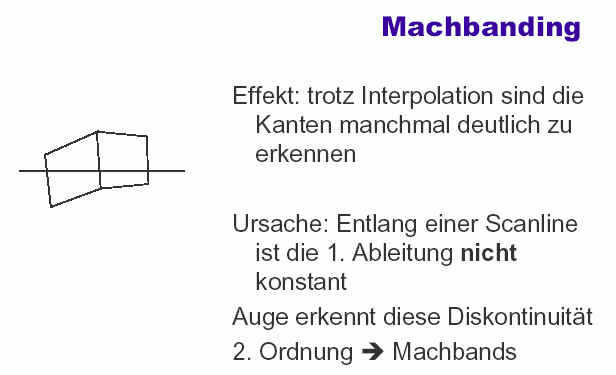 Machbanding
Effekt: trotz Interpolation sind die
Kanten manchmal deutlich zu
erkennen
Ursache: Entlang einer Scanline
ist die 1. Ableitung nicht
konstant
Auge erkennt diese Diskontinuität
2. Ordnung ➔ Machbands